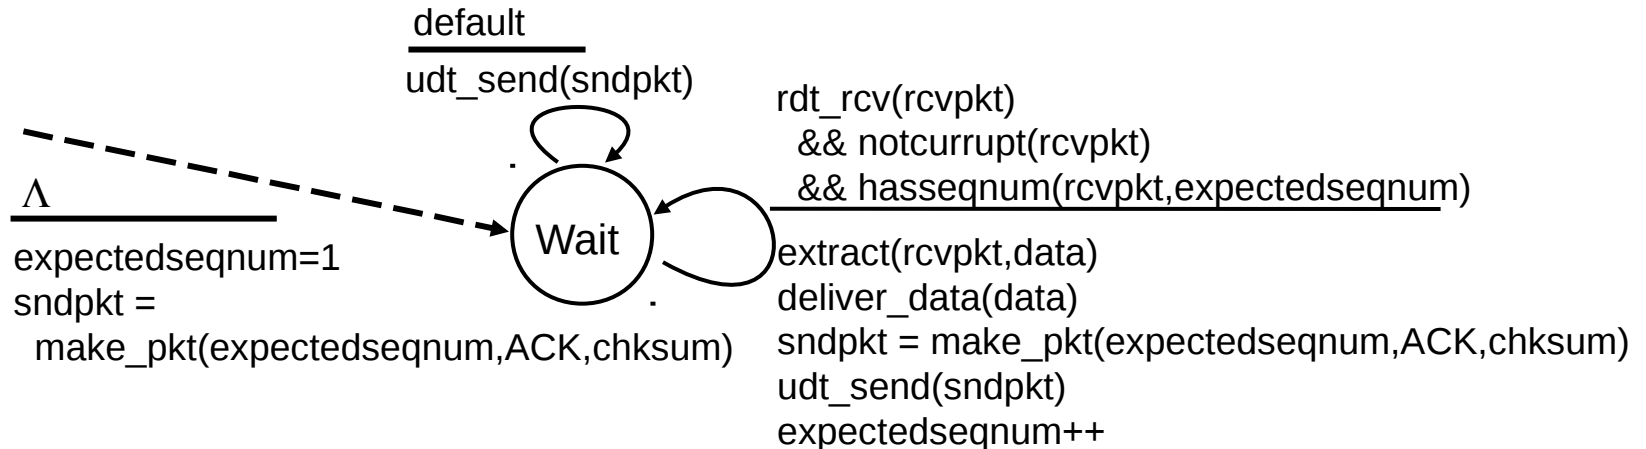 default
udt_send(sndpkt)
rdt_rcv(rcvpkt)
&& notcurrupt(rcvpkt)
&& hasseqnum(rcvpkt,expectedseqnum)
Λ
Wait
expectedseqnum=1
sndpkt =
make_pkt(expectedseqnum,ACK,chksum)
extract(rcvpkt,data)
deliver_data(data)
sndpkt = make_pkt(expectedseqnum,ACK,chksum)
udt_send(sndpkt)
expectedseqnum++